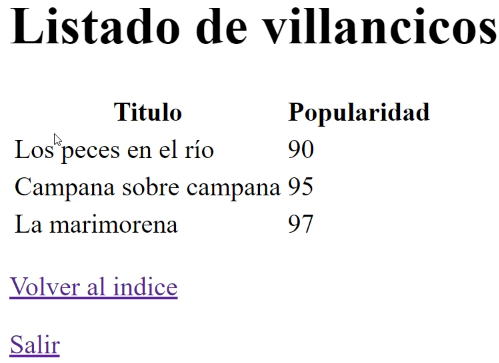 Listado de villancicos
Titulo Popularidad
Los peces en el río 90
Campana sobre campana 95
La marimorena 97
Volver al indice
Salir